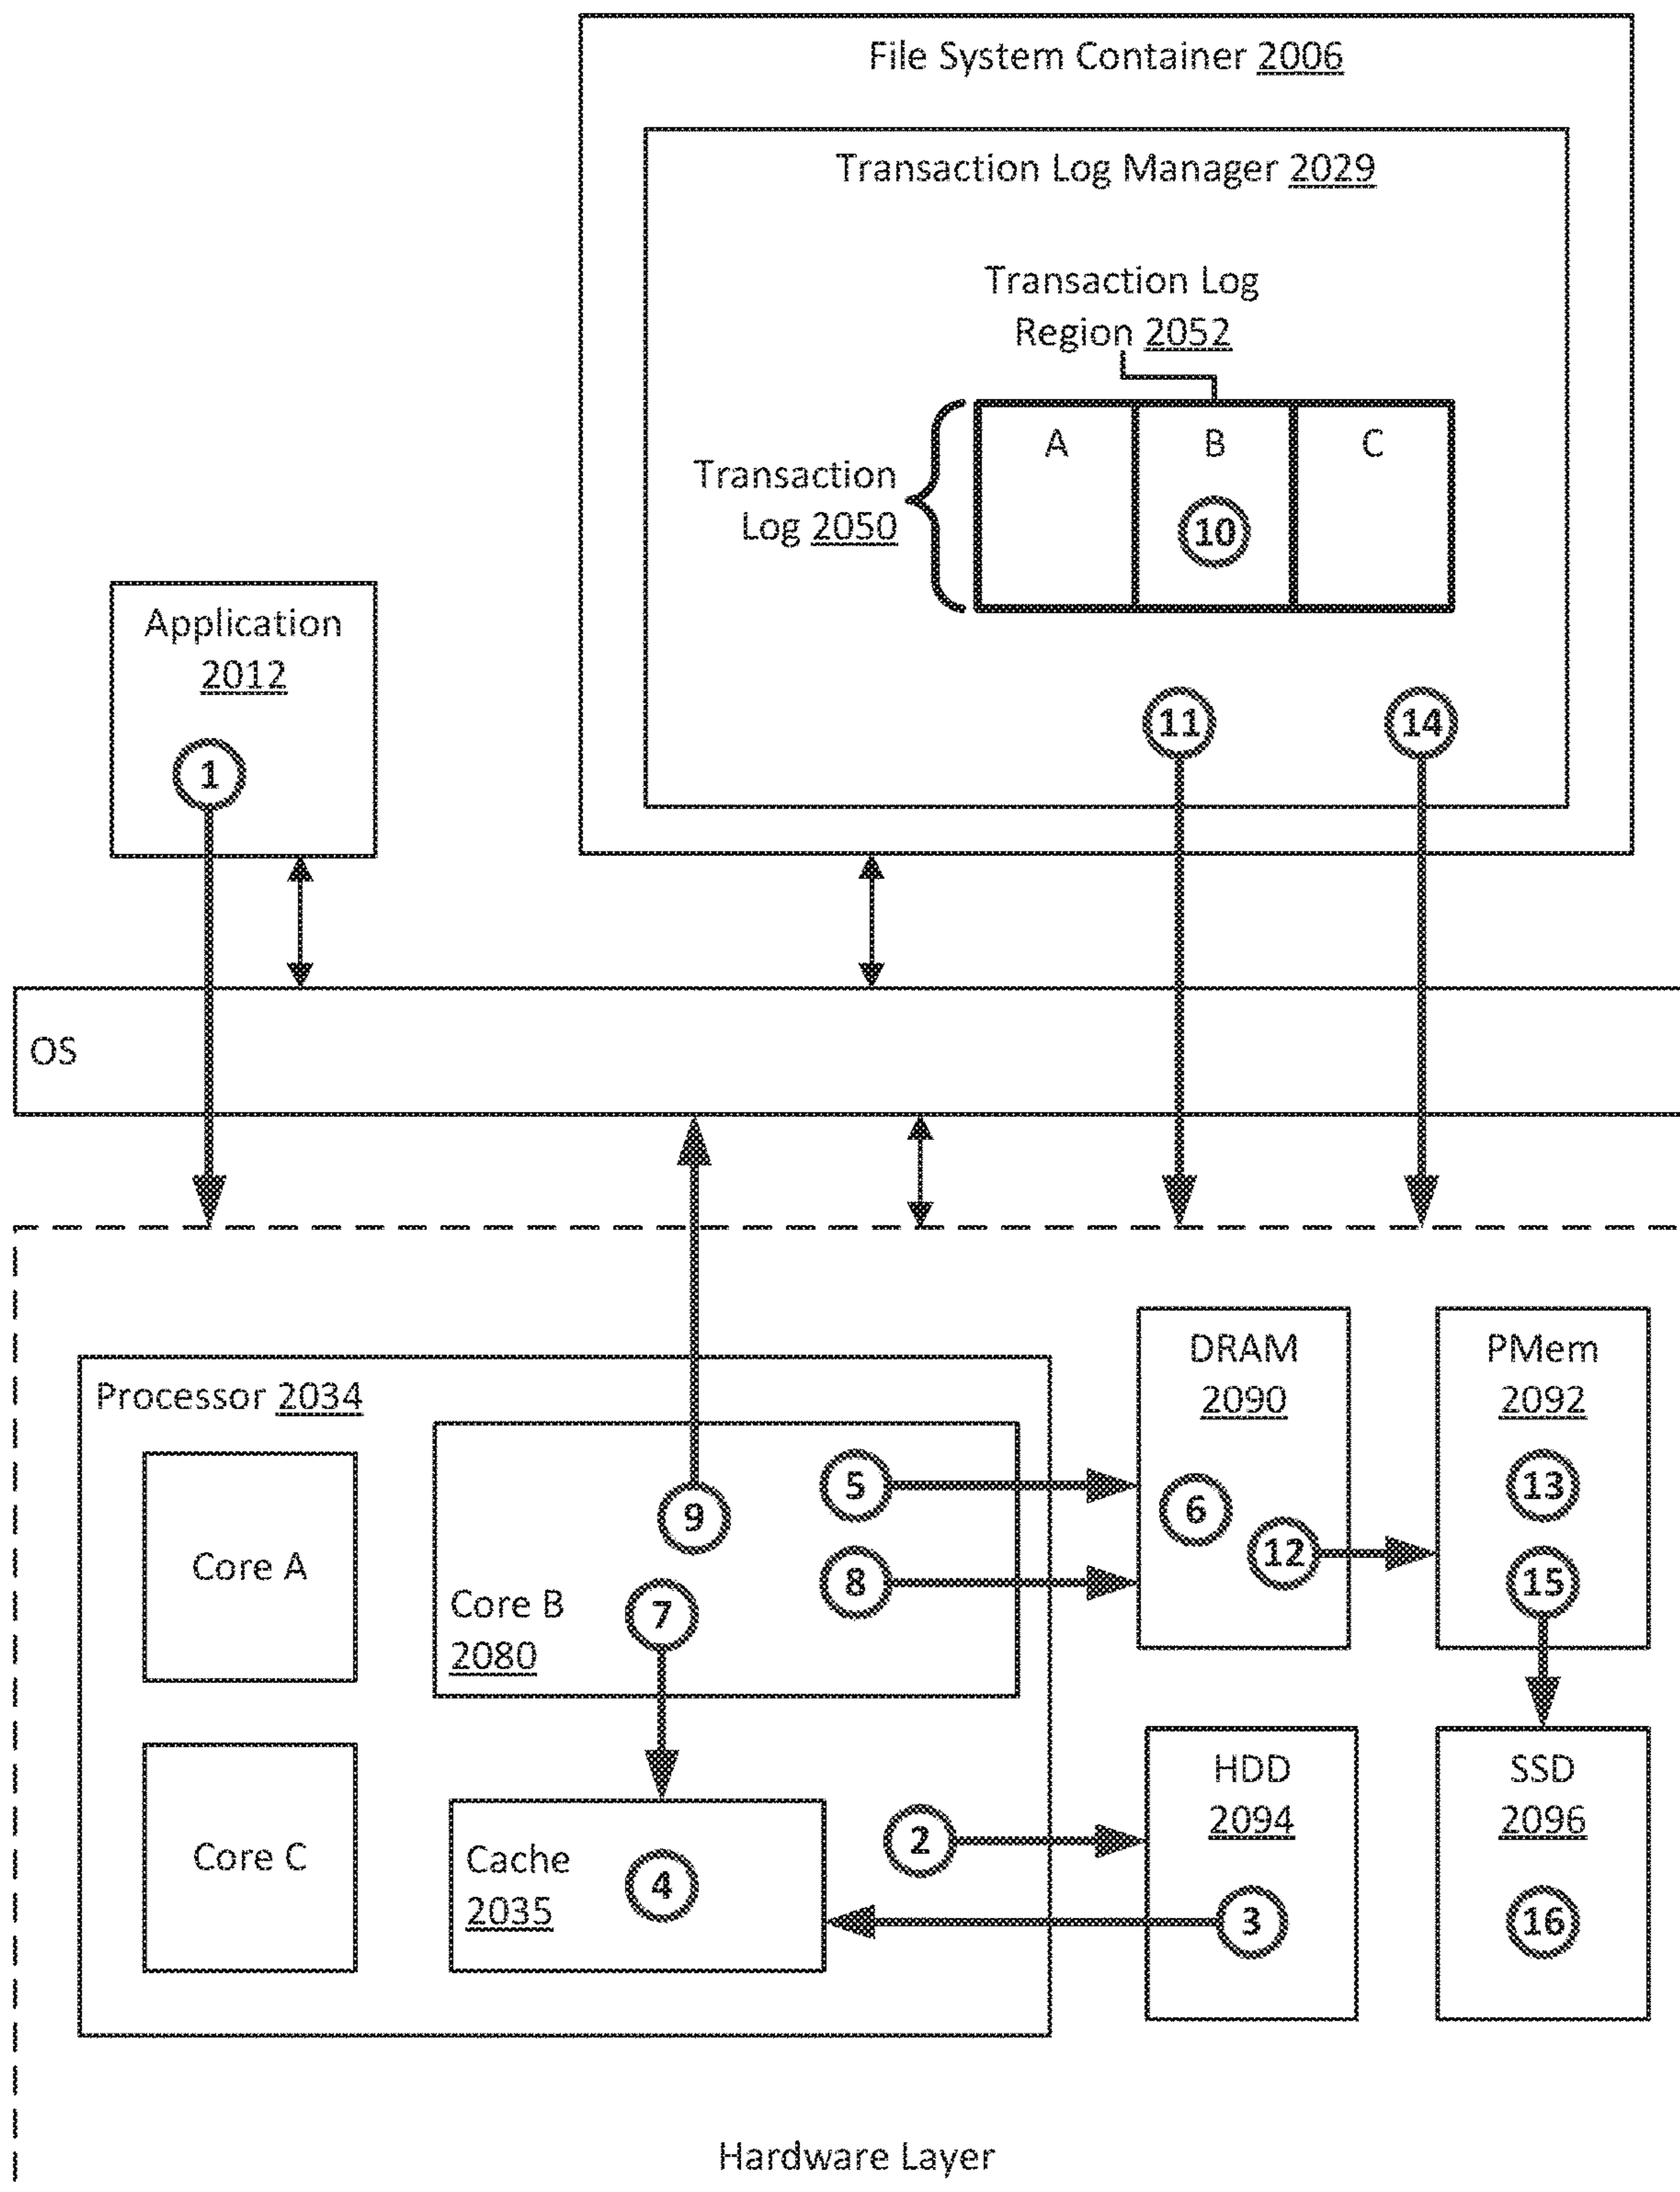 File System Container 2006
Transaction Log Manager 2029
Transaction Log
Region 2052
A
B
C
Transaction
Log 2050
10
Application
2012
1
11
14
OS
Processor 2034
DRAM
2090
PMem
2092
5
9
6
13
Core A
12
8
15
Core B
2080
7
HDD
2094
SSD
2096
2
Core C
Cache
2035
4
3
16
Hardware Layer